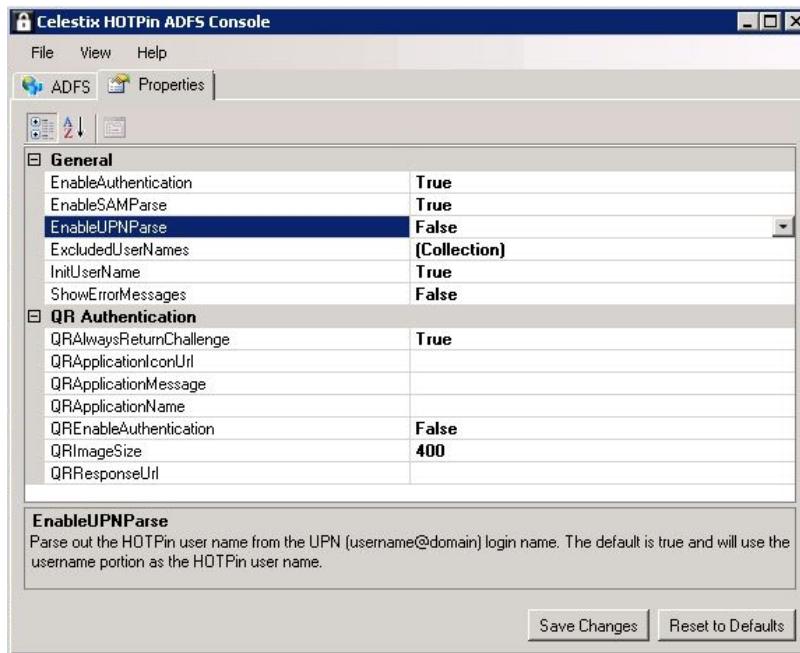 Celestix HOTPin ADFS Console
File View Help
ADFS Properties
General
EnableAuthentication True
EnableSAMParse True
EnableUPNParse False
ExcludedUserNames (Collection)
InitUserName True
ShowErrorMessages False
QR Authentication
QRAlwaysReturnChallenge True
QRApplicationIconUrl
QRApplicationMessage
QRApplicationName
QREnableAuthentication False
QRImageSize 400
QRResponseUrl
EnableUPNParse
Parse out the HOTPin user name from the UPN (username@domain) login name. The default is true and will use the
username portion as the HOTPin user name.
Save Changes Reset to Defaults